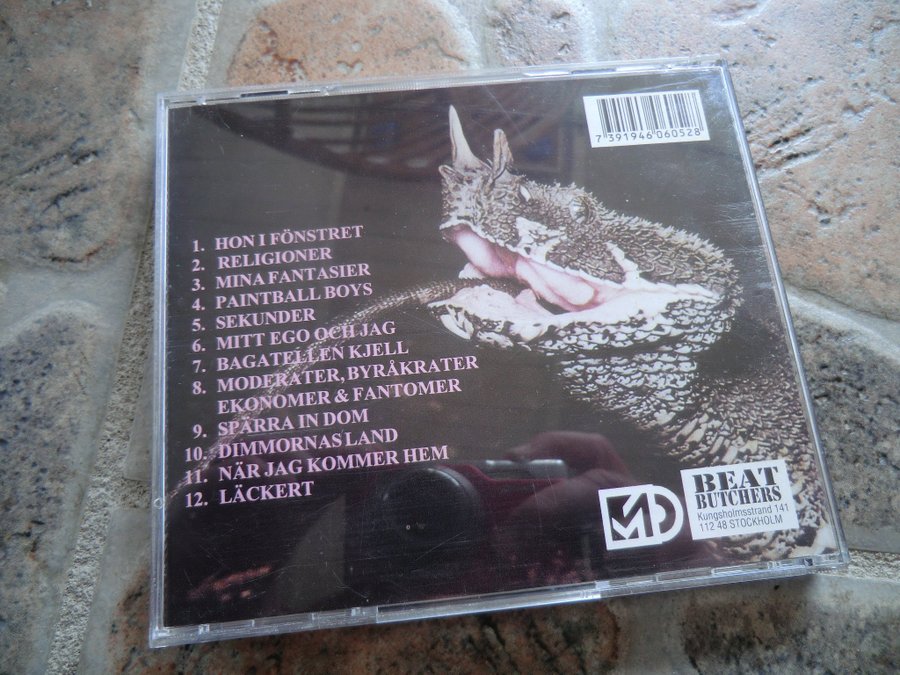 7 391946 060528
1. HON I FÖNSTRET
2. RELIGIONER
3. MINA FANTASIER
4. PAINTBALL BOYS
5. SEKUNDER
6. MITT EGO OCH JAG
7. BAGATELLEN KJELL
8. MODERATER, BYRÅKRATER
EKONOMER & FANTOMER
9. SPÄRRA IN DOM
10. DIMMORNAS LAND
11. NÄR JAG KOMMER HEM
12. LÄCKERT
BEAT
BUTCHERS
Kungsholmsstrand 141
112 48 STOCKHOLM